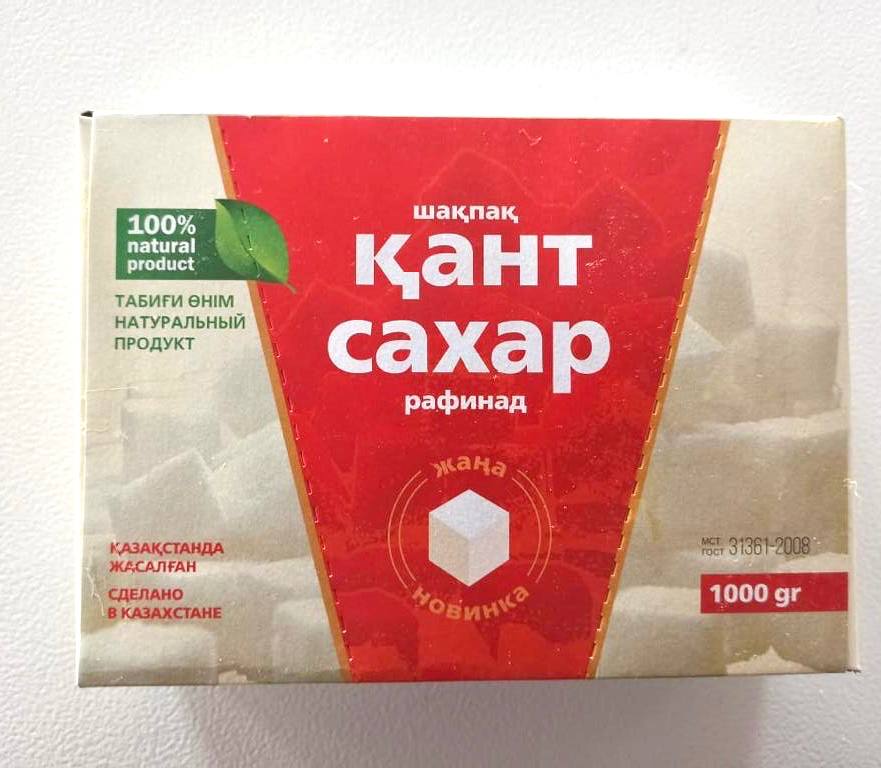 100%
natural
product
ТАБИҒИ ӨНІМ
НАТУРАЛЬНЫЙ
ПРОДУКТ
шақпақ
қант
сахар
рафинад
жаңа
новинка
ҚАЗАҚСТАНДА
ЖАСАЛҒАН
СДЕЛАНО
В КАЗАХСТАНЕ
МСТ
ГОСТ 31361-2008
1000 gr